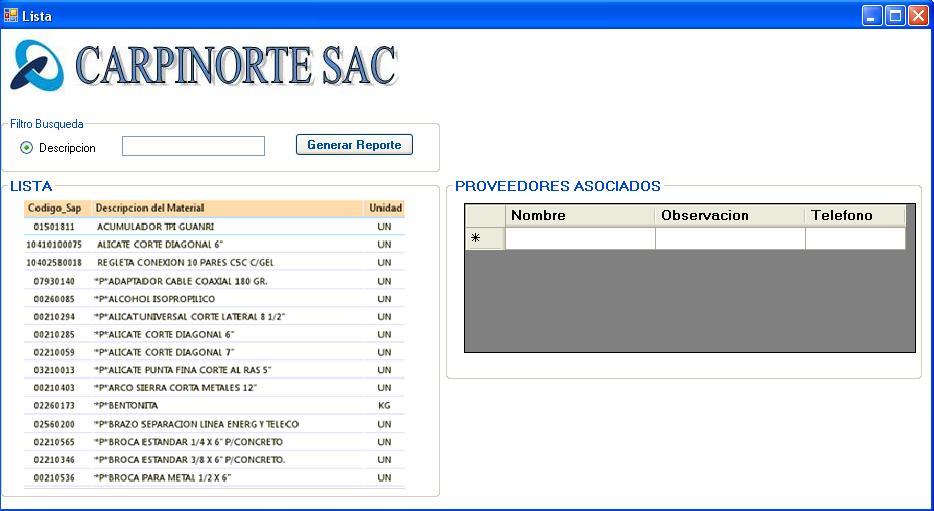 Lista
CARPINORTE SAC
Filtro Busqueda
Descripcion
Generar Reporte
LISTA
Codigo_Sap Descripcion del Material Unidad
01501811 ACUMULADOR TPI GUANRI UN
10410100075 ALICATE CORTE DIAGONAL 6" UN
10402580018 REGLETA CONEXION 10 PARES CSC C/GEL UN
07930140 *P*ADAPTADOR CABLE COAXIAL 180 GR. UN
00260085 *P*ALCOHOL ISOPROPILICO UN
00210294 *P*ALICAT UNIVERSAL CORTE LATERAL 8 1/2" UN
00210285 *P*ALICATE CORTE DIAGONAL 6" UN
02210059 *P*ALICATE CORTE DIAGONAL 7" UN
03210013 *P*ALICATE PUNTA FINA CORTE AL RAS 5" UN
00210403 *P*ARCO SIERRA CORTA METALES 12" UN
02260173 *P*BENTONITA KG
02560200 *P*BRAZO SEPARACION LINEA ENERG Y TELECO UN
02210565 *P*BROCA ESTANDAR 1/4 X 6" P/CONCRETO UN
02210346 *P*BROCA ESTANDAR 3/8 X 6" P/CONCRETO. UN
00210536 *P*BROCA PARA METAL 1/2 X 6" UN
PROVEEDORES ASOCIADOS
Nombre Observacion Telefono